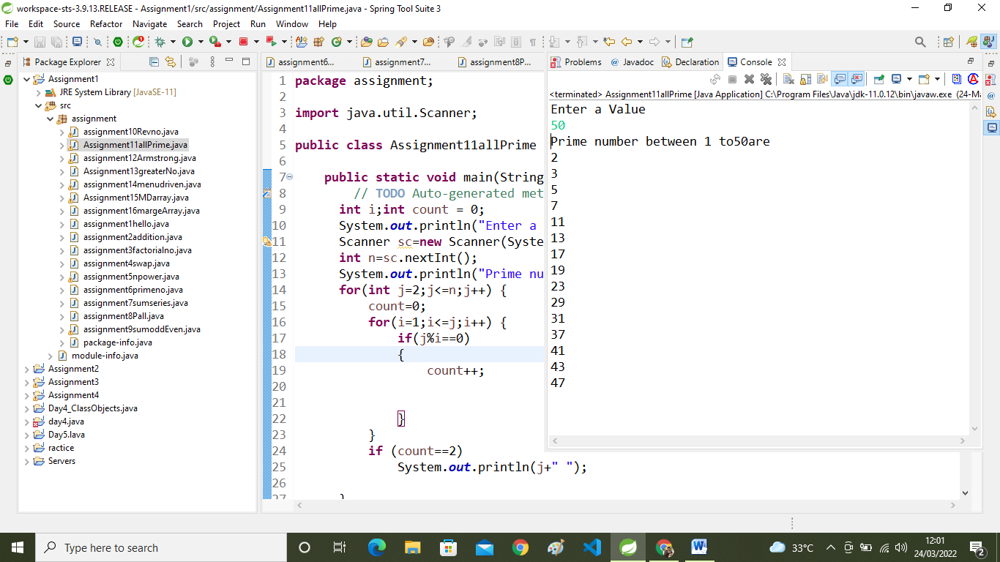 workspace-sts-3.9.13.RELEASE - Assignment1/src/assignment/Assignment11allPrime.java - Spring Tool Suite 3
File Edit Source Refactor Navigate Search Project Run Window Help
Package Explorer
Assignment1
JRE System Library [JavaSE-11]
src
assignment
assignment10Revno.java
Assignment11allPrime.java
assignment12Armstrong.java
Assignment13greaterNo.java
assignment14menudriven.java
Assignment15MDarray.java
assignment16margeArray.java
assignment1hello.java
assignment2addition.java
assignment3factorialno.java
assignment4swap.java
assignment5npower.java
assignment6primeno.java
assignment7sumseries.java
assignment8Pall.java
assignment9sumoddEven.java
package-info.java
module-info.java
Assignment2
Assignment3
Assignment4
Day4_ClassObjects.java
day4.java
Day5.lava
ractice
Servers
assignment6... assignment7... assignment8P...
1 package assignment;
2
3 import java.util.Scanner;
4
5 public class Assignment11allPrime
6
7 public static void main(String
8 // TODO Auto-generated met
9 int i;int count = 0;
10 System.out.println("Enter a
11 Scanner sc=new Scanner(Syste
12 int n=sc.nextInt();
13 System.out.println("Prime nu
14 for(int j=2;j<=n;j++) {
15 count=0;
16 for(i=1;i<=j;i++) {
17 if(j%i==0)
18 {
19 count++;
20
21
22 }
23 }
24 if (count==2)
25 System.out.println(j+" ");
26
27 }
Problems @ Javadoc Declaration Console
<terminated> Assignment11allPrime [Java Application] C:\Program Files\Java\jdk-11.0.12\bin\javaw.exe (24-Ma
Enter a Value
50
Prime number between 1 to50are
2
3
5
7
11
13
17
19
23
29
31
37
41
43
47
Type here to search
33°C
12:01
24/03/2022
2